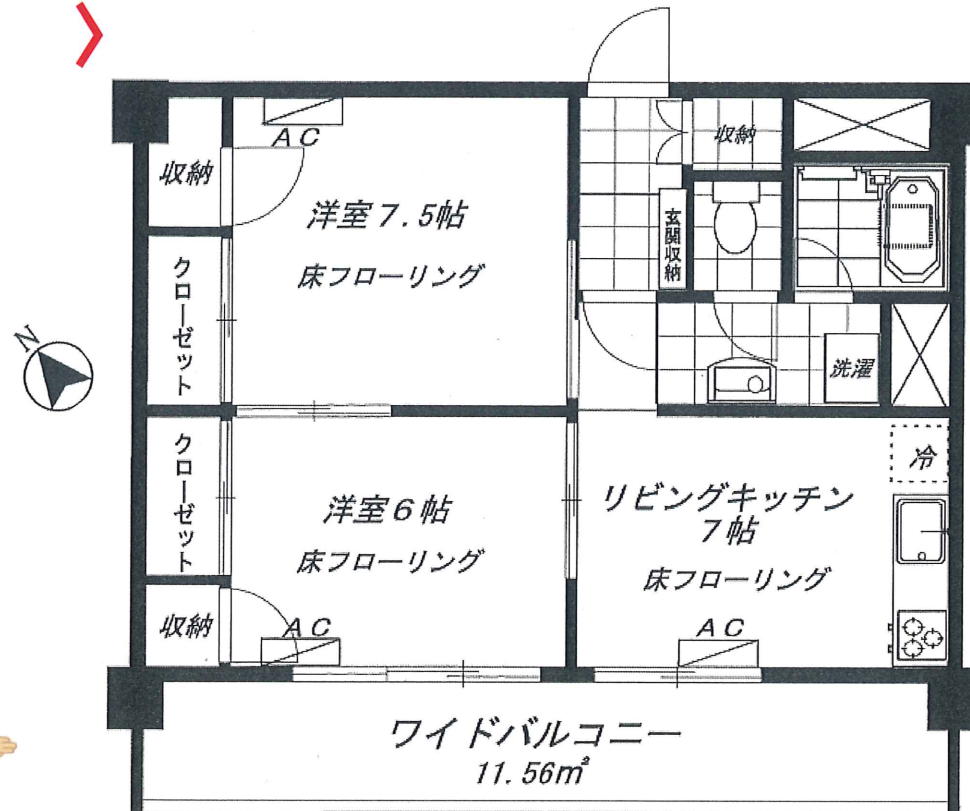 AC
収納
収納
洋室7.5帖
床フローリング
玄関収納
クローゼット
N
洗濯
クローゼット
冷
洋室6帖
床フローリング
リビングキッチン
7帖
床フローリング
収納
AC
AC
ワイドバルコニー
11.56㎡